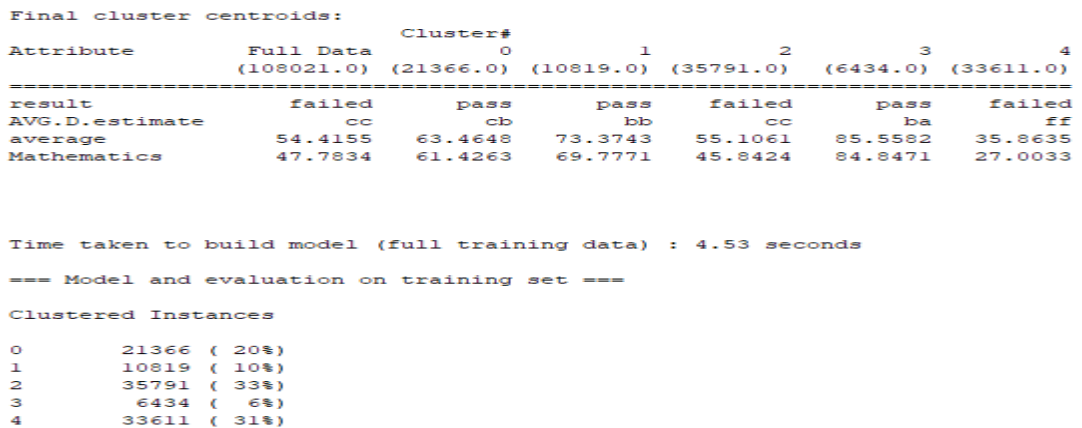 Final cluster centroids:
Cluster#
Attribute Full Data 0 1 2 3 4
(108021.0) (21366.0) (10819.0) (35791.0) (6434.0) (33611.0)
================================================================================
result failed pass pass failed pass failed
AVG.D.estimate cc cb bb cc ba ff
average 54.4155 63.4648 73.3743 55.1061 85.5582 35.8635
Mathematics 47.7834 61.4263 69.7771 45.8424 84.8471 27.0033
Time taken to build model (full training data) : 4.53 seconds
=== Model and evaluation on training set ===
Clustered Instances
0 21366 ( 20%)
1 10819 ( 10%)
2 35791 ( 33%)
3 6434 ( 6%)
4 33611 ( 31%)